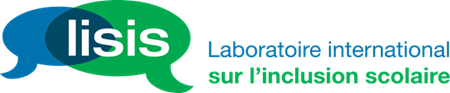 lisis
Laboratoire international
sur l'inclusion scolaire